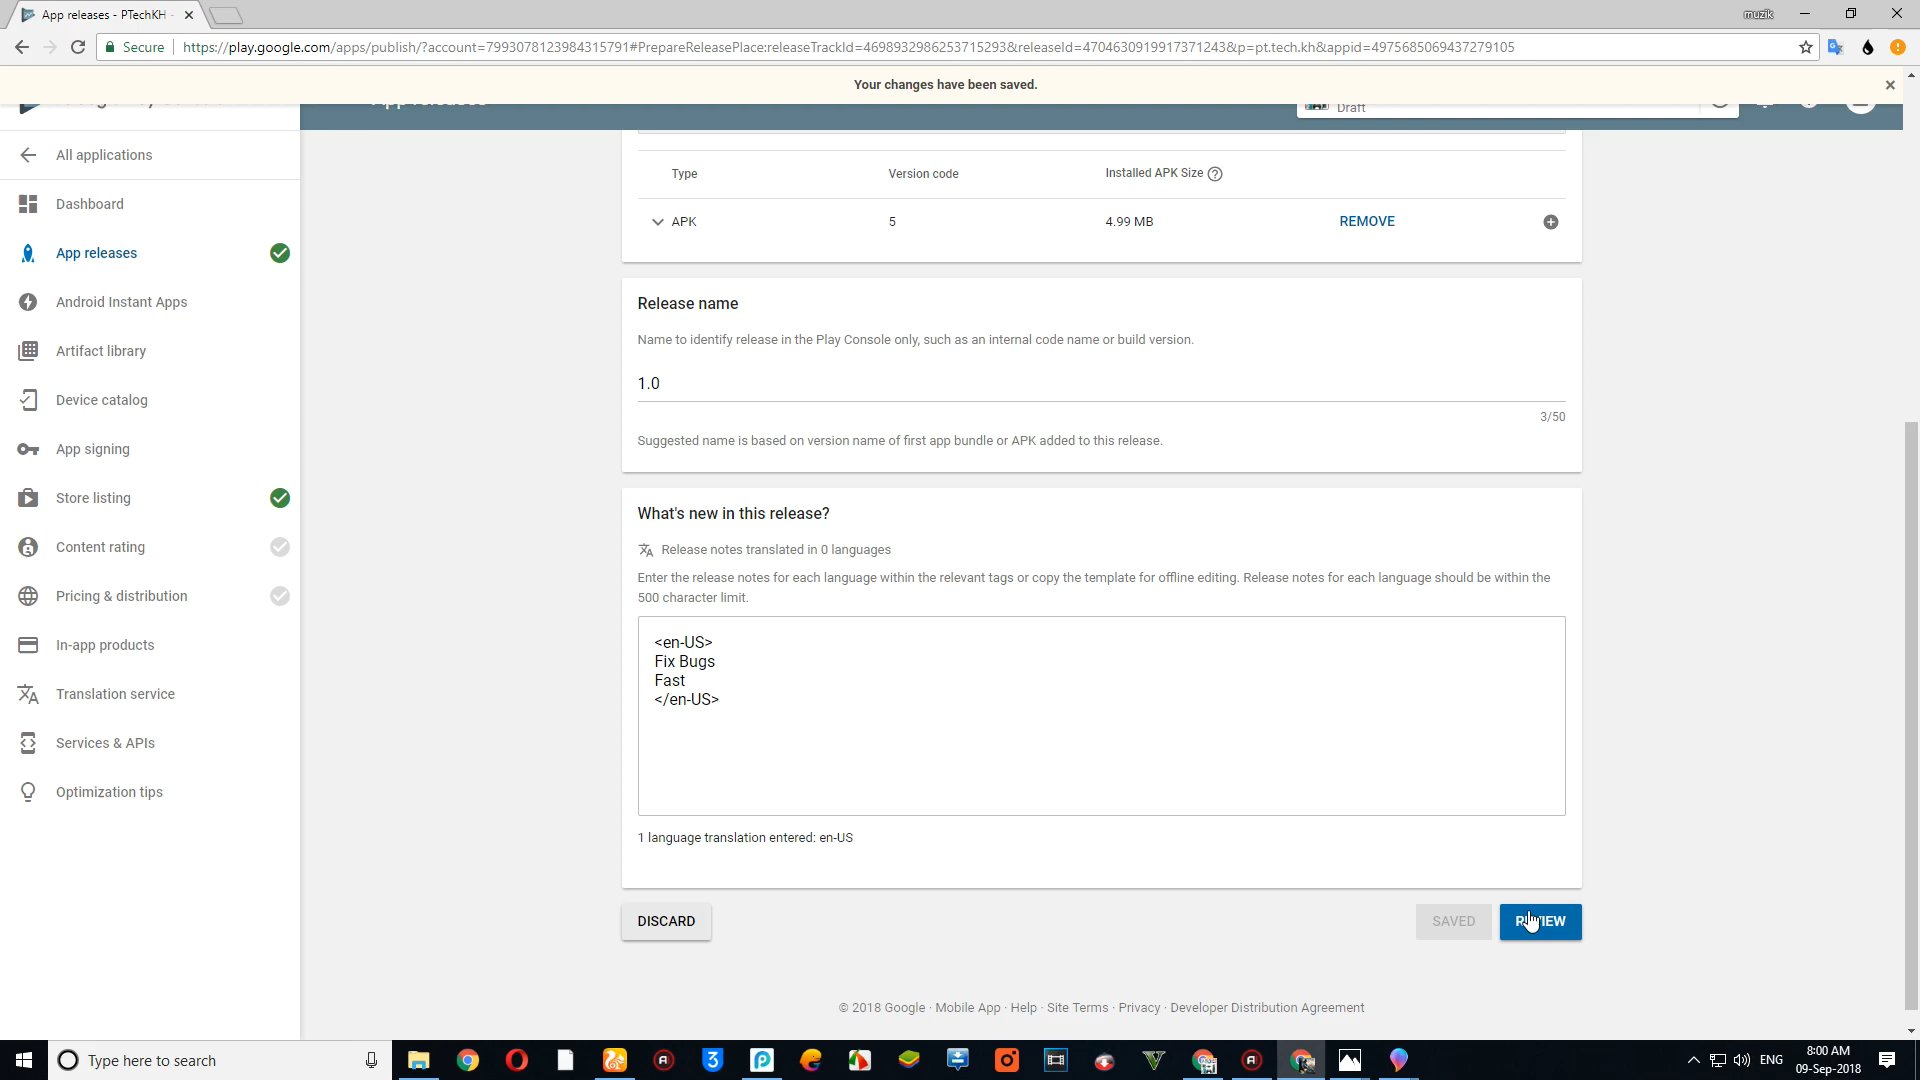 App releases - PTechKH
muzik
Secure
https://play.google.com/apps/publish/?account=7993078123984315791#PrepareReleasePlace:releaseTrackId=4698932986253715293&releaseId=4704630919917371243&p=pt.tech.kh&appid=4975685069437279105
Your changes have been saved.
App releases
Draft
All applications
Dashboard
App releases
Android Instant Apps
Artifact library
Device catalog
App signing
Store listing
Content rating
Pricing & distribution
In-app products
Translation service
Services & APIs
Optimization tips
Type Version code Installed APK Size
APK 5 4.99 MB REMOVE
Release name
Name to identify release in the Play Console only, such as an internal code name or build version.
1.0
3/50
Suggested name is based on version name of first app bundle or APK added to this release.
What's new in this release?
Release notes translated in 0 languages
Enter the release notes for each language within the relevant tags or copy the template for offline editing. Release notes for each language should be within the
500 character limit.
<en-US>
Fix Bugs
Fast
</en-US>
1 language translation entered: en-US
DISCARD
SAVED
REVIEW
© 2018 Google · Mobile App · Help · Site Terms · Privacy · Developer Distribution Agreement
Type here to search
ENG
8:00 AM
09-Sep-2018